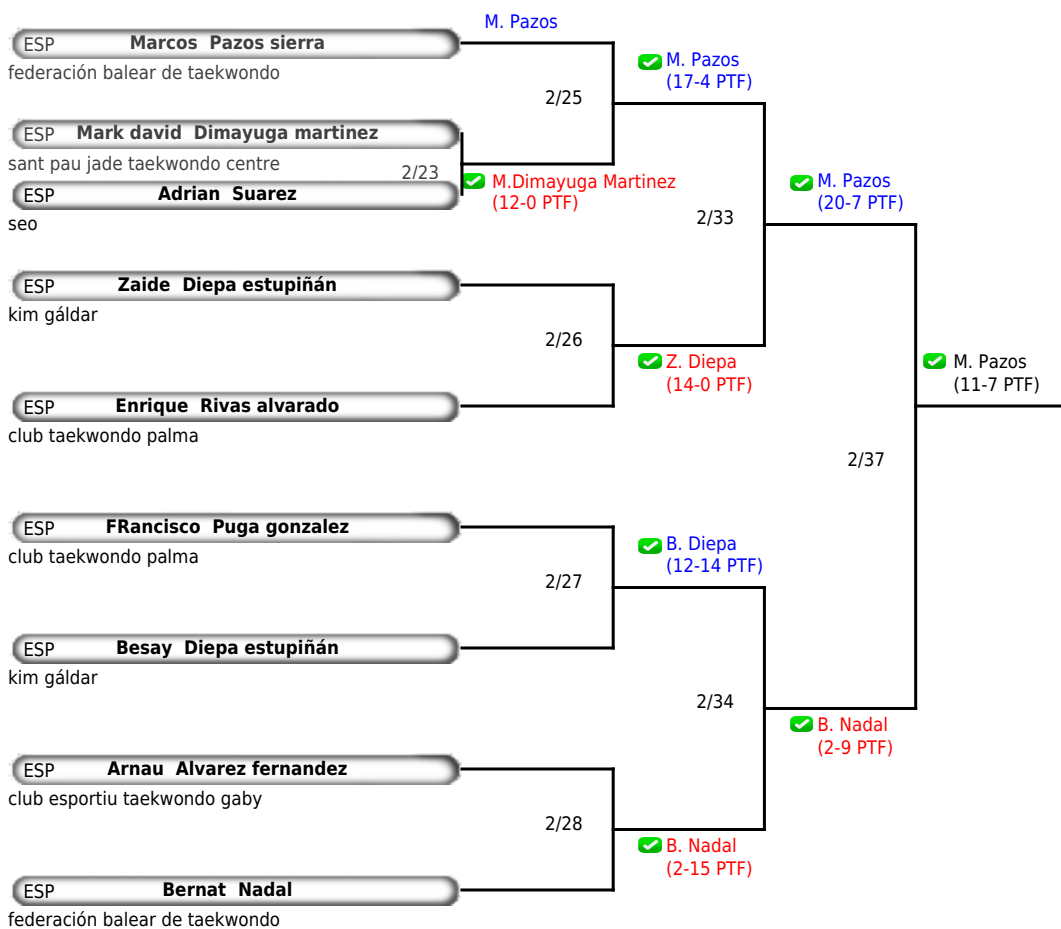 M. Pazos
ESP Marcos Pazos sierra
federación balear de taekwondo
M. Pazos
(17-4 PTF)
2/25
ESP Mark david Dimayuga martinez
sant pau jade taekwondo centre
2/23
M.Dimayuga Martinez
(12-0 PTF)
ESP Adrian Suarez
seo
M. Pazos
(20-7 PTF)
2/33
ESP Zaide Diepa estupiñán
kim gáldar
2/26
Z. Diepa
(14-0 PTF)
M. Pazos
(11-7 PTF)
ESP Enrique Rivas alvarado
club taekwondo palma
2/37
ESP FRancisco Puga gonzalez
club taekwondo palma
B. Diepa
(12-14 PTF)
2/27
ESP Besay Diepa estupiñán
kim gáldar
2/34
B. Nadal
(2-9 PTF)
ESP Arnau Alvarez fernandez
club esportiu taekwondo gaby
2/28
B. Nadal
(2-15 PTF)
ESP Bernat Nadal
federación balear de taekwondo